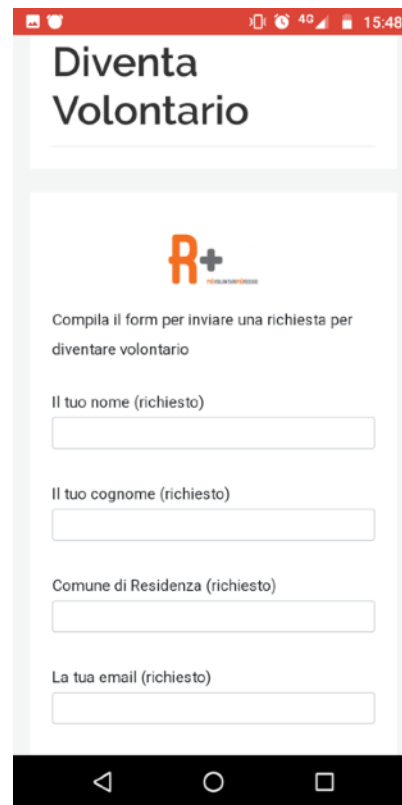 4G 15:48
Diventa
Volontario
R+
Compila il form per inviare una richiesta per
diventare volontario
Il tuo nome (richiesto)
Il tuo cognome (richiesto)
Comune di Residenza (richiesto)
La tua email (richiesto)